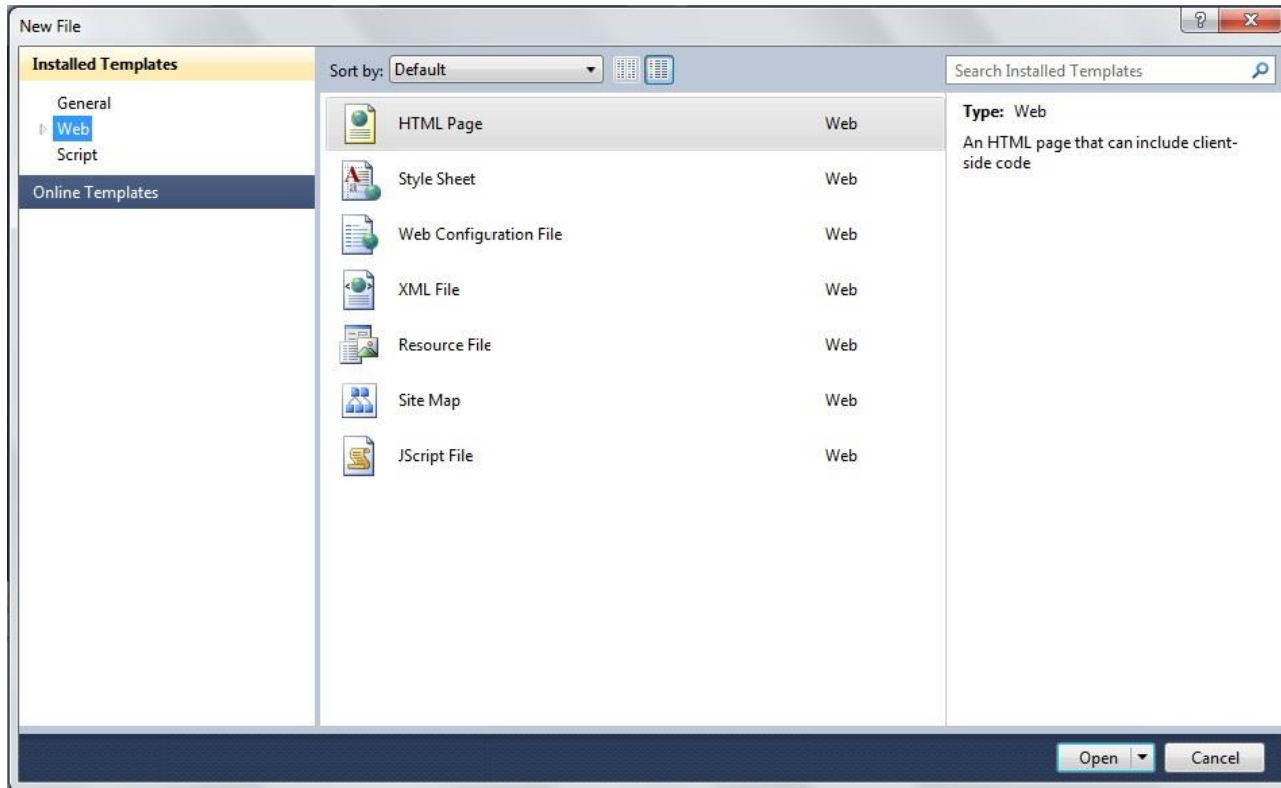 New File
Installed Templates
General
Web
Script
Online Templates
Sort by: Default
HTML Page Web
Style Sheet Web
Web Configuration File Web
XML File Web
Resource File Web
Site Map Web
JScript File Web
Search Installed Templates
Type: Web
An HTML page that can include client-
side code
Open Cancel